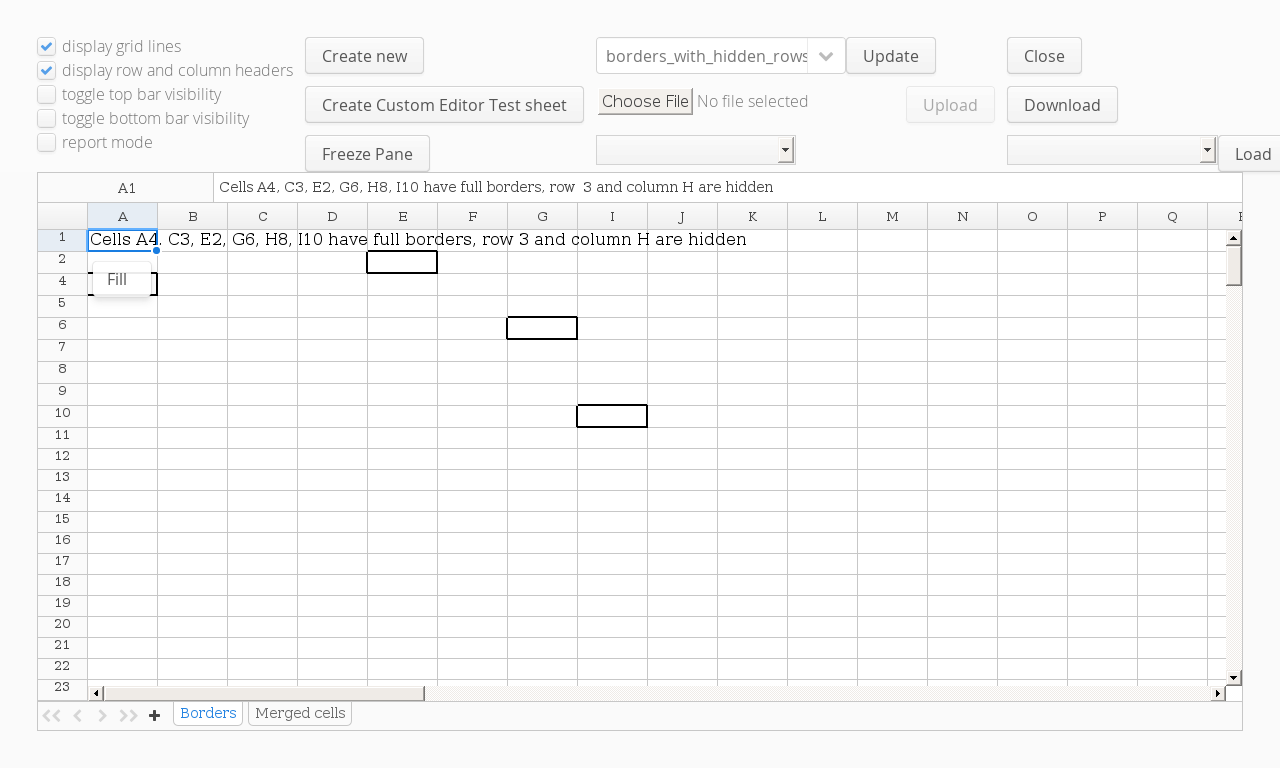 display grid lines
display row and column headers
toggle top bar visibility
toggle bottom bar visibility
report mode
Create new
Create Custom Editor Test sheet
Freeze Pane
borders_with_hidden_rows
Update
Choose File No file selected
Upload
Close
Download
Load
A1
Cells A4, C3, E2, G6, H8, I10 have full borders, row  3 and column H are hidden
A B C D E F G I J K L M N O P Q
1 Cells A4, C3, E2, G6, H8, I10 have full borders, row 3 and column H are hidden
2
Fill
4
5
6
7
8
9
10
11
12
13
14
15
16
17
18
19
20
21
22
23
Borders
Merged cells